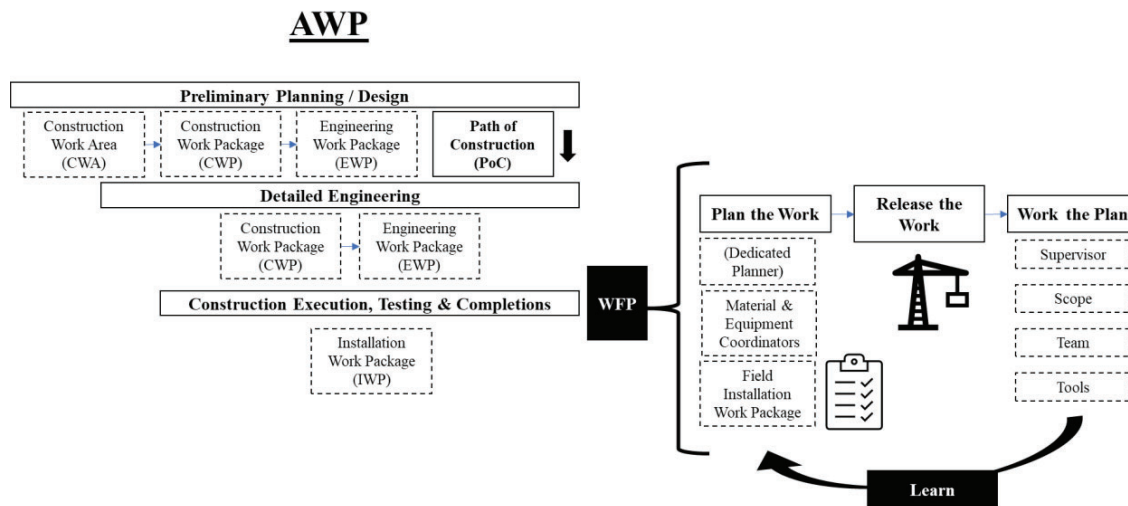 AWP
Preliminary Planning / Design
Construction
Work Area
(CWA)
Construction
Work Package
(CWP)
Engineering
Work Package
(EWP)
Path of
Construction
(PoC)
Detailed Engineering
Construction
Work Package
(CWP)
Engineering
Work Package
(EWP)
Construction Execution, Testing & Completions
Installation
Work Package
(IWP)
WFP
Plan the Work
(Dedicated
Planner)
Material &
Equipment
Coordinators
Field
Installation
Work Package
Release the
Work
Work the Plan
Supervisor
Scope
Team
Tools
Learn